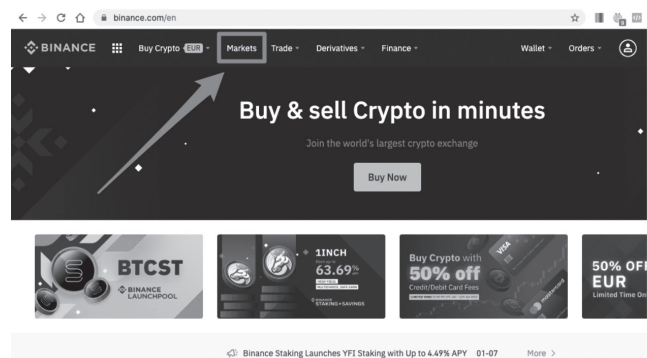 binance.com/en
BINANCE Buy Crypto EUR Markets Trade Derivatives Finance Wallet Orders
Buy & sell Crypto in minutes
Join the world's largest crypto exchange
Buy Now
BTCST
BINANCE
LAUNCHPOOL
1INCH
63.69%
BINANCE
STAKING+SAVINGS
Buy Crypto with
50% off
Credit/Debit Card Fees
VISA
mastercard
50% OFF
EUR
Limited Time On
Binance Staking Launches YFI Staking with Up to 4.49% APY 01-07 More >